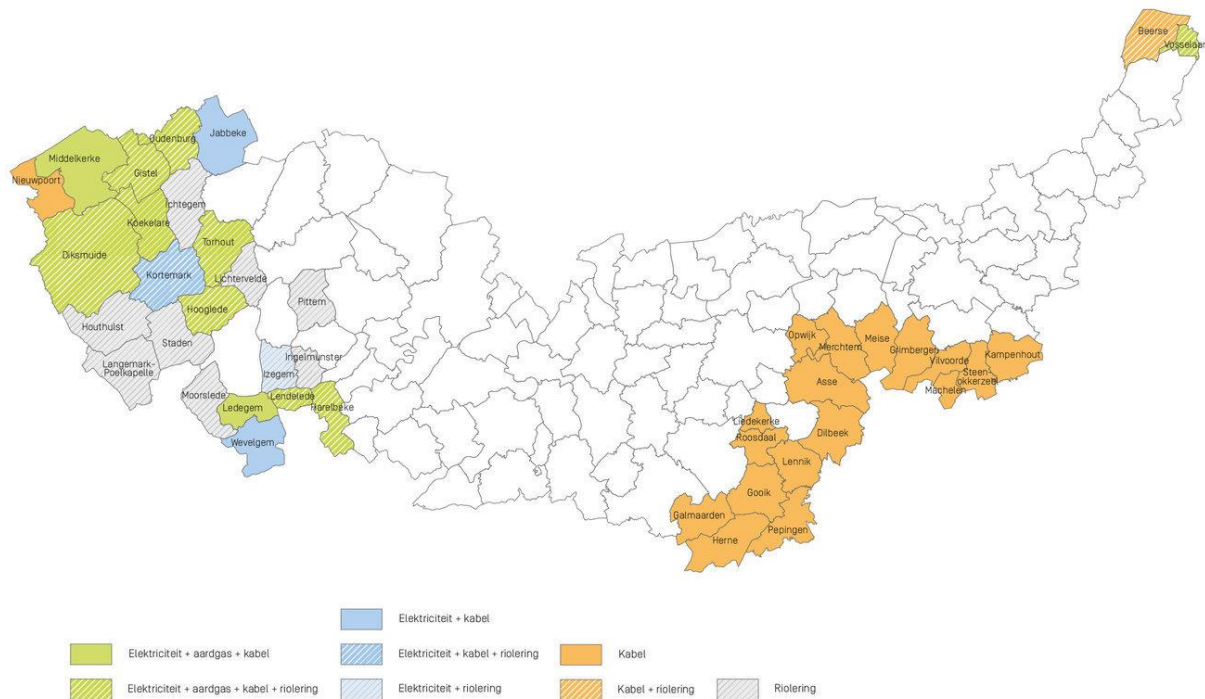 Beerse
Vosselaar
Oudenburg
Jabbeke
Middelkerke
Gistel
Nieuwpoort
Ichtegem
Koekelare
Torhout
Diksmuide
Kortemark
Lichtervelde
Hooglede
Pittem
Houthulst
Staden
Langemark-
Poelkapelle
Ingelmunster
Izegem
Moorslede
Lendelede
Ledegem
Harelbeke
Wevelgem
Opwijk
Merchtem
Meise
Grimbergen
Vilvoorde
Kampenhout
Steen-
okkerzeel
Machelen
Asse
Liedekerke
Dilbeek
Roosdaal
Lennik
Gooik
Galmaarden
Pepingen
Herne
Elektriciteit + kabel
Elektriciteit + aardgas + kabel
Elektriciteit + kabel + riolering
Kabel
Elektriciteit + aardgas + kabel + riolering
Elektriciteit + riolering
Kabel + riolering
Riolering